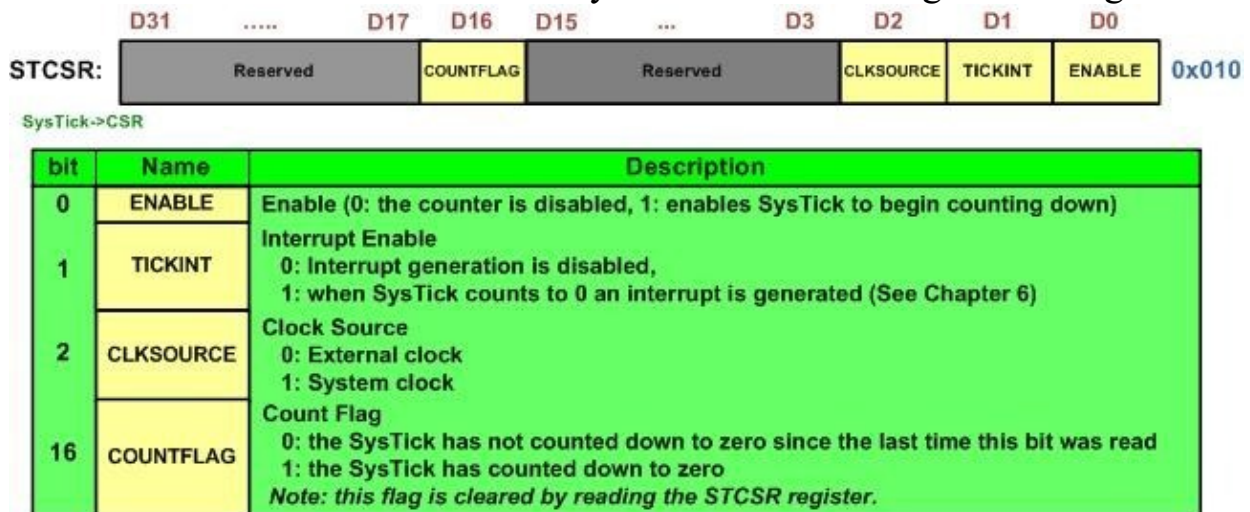 D31 ..... D17 D16 D15 ... D3 D2 D1 D0
STCSR: Reserved COUNTFLAG Reserved CLKSOURCE TICKINT ENABLE 0x010
SysTick->CSR
bit Name Description
0 ENABLE Enable (0: the counter is disabled, 1: enables SysTick to begin counting down)
Interrupt Enable
1 TICKINT 0: Interrupt generation is disabled,
1: when SysTick counts to 0 an interrupt is generated (See Chapter 6)
Clock Source
2 CLKSOURCE 0: External clock
1: System clock
Count Flag
16 COUNTFLAG 0: the SysTick has not counted down to zero since the last time this bit was read
1: the SysTick has counted down to zero
Note: this flag is cleared by reading the STCSR register.